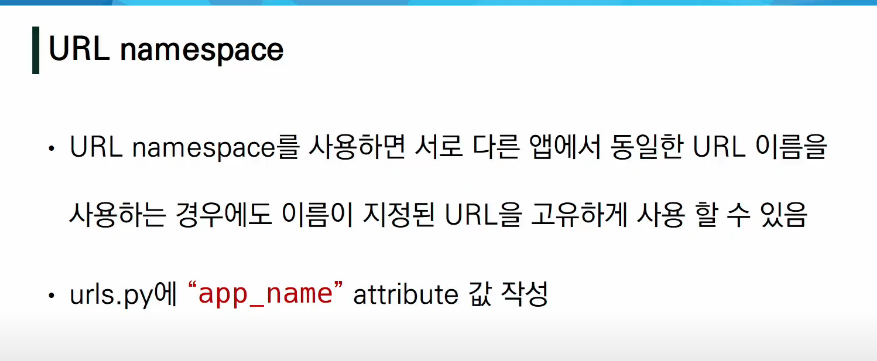 URL namespace
• URL namespace를 사용하면 서로 다른 앱에서 동일한 URL 이름을
사용하는 경우에도 이름이 지정된 URL을 고유하게 사용 할 수 있음
• urls.py에 “app_name” attribute 값 작성